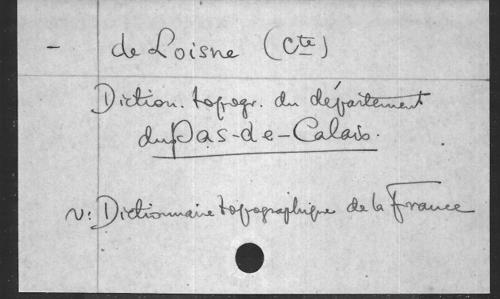 - de Loisne (Cte)
Diction. topogr. du département
du Pas-de-Calais.
v: Dictionnaire topographique de la France